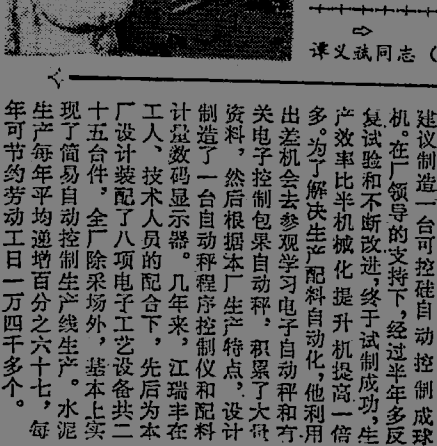 谭义斌同志（
建议制造一台可控硅自动控制成球
机。在厂领导的支持下，经过半年多反
复试验和不断改进，终于试制成功，生
产效率比半机械化提升机提高一倍
多。为了解决生产配料自动化，他利用
出差机会去参观学习电子自动秤和有
关电子控制包果自动秤，积累了大量
资料，然后根据本厂生产特点，设计
制造了一台自动秤程序控制仪和配料
计量数码显示器。几年来，江瑞丰在
工人、技术人员的配合下，先后为本
厂设计装配了八项电子工艺设备共二
十五台件，全厂除采场外，基本上实
现了简易自动控制生产线生产。水泥
生产每年平均递增百分之六十七，每
年可节约劳动工日一万四千多个。